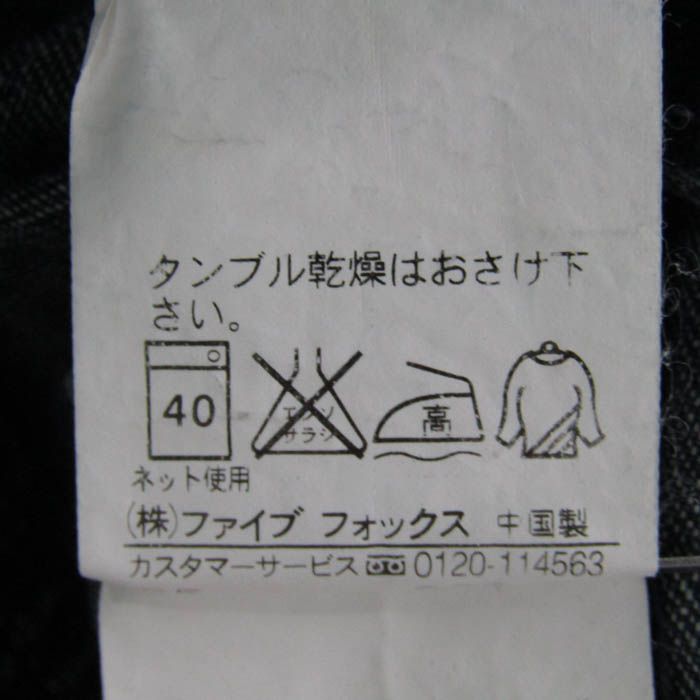 タンブル乾燥はおさけ下
さい。
40
エンソ
サラシ
高
ネット使用
(株)ファイブ フォックス 中国製
カスタマーサービス 0120-114563